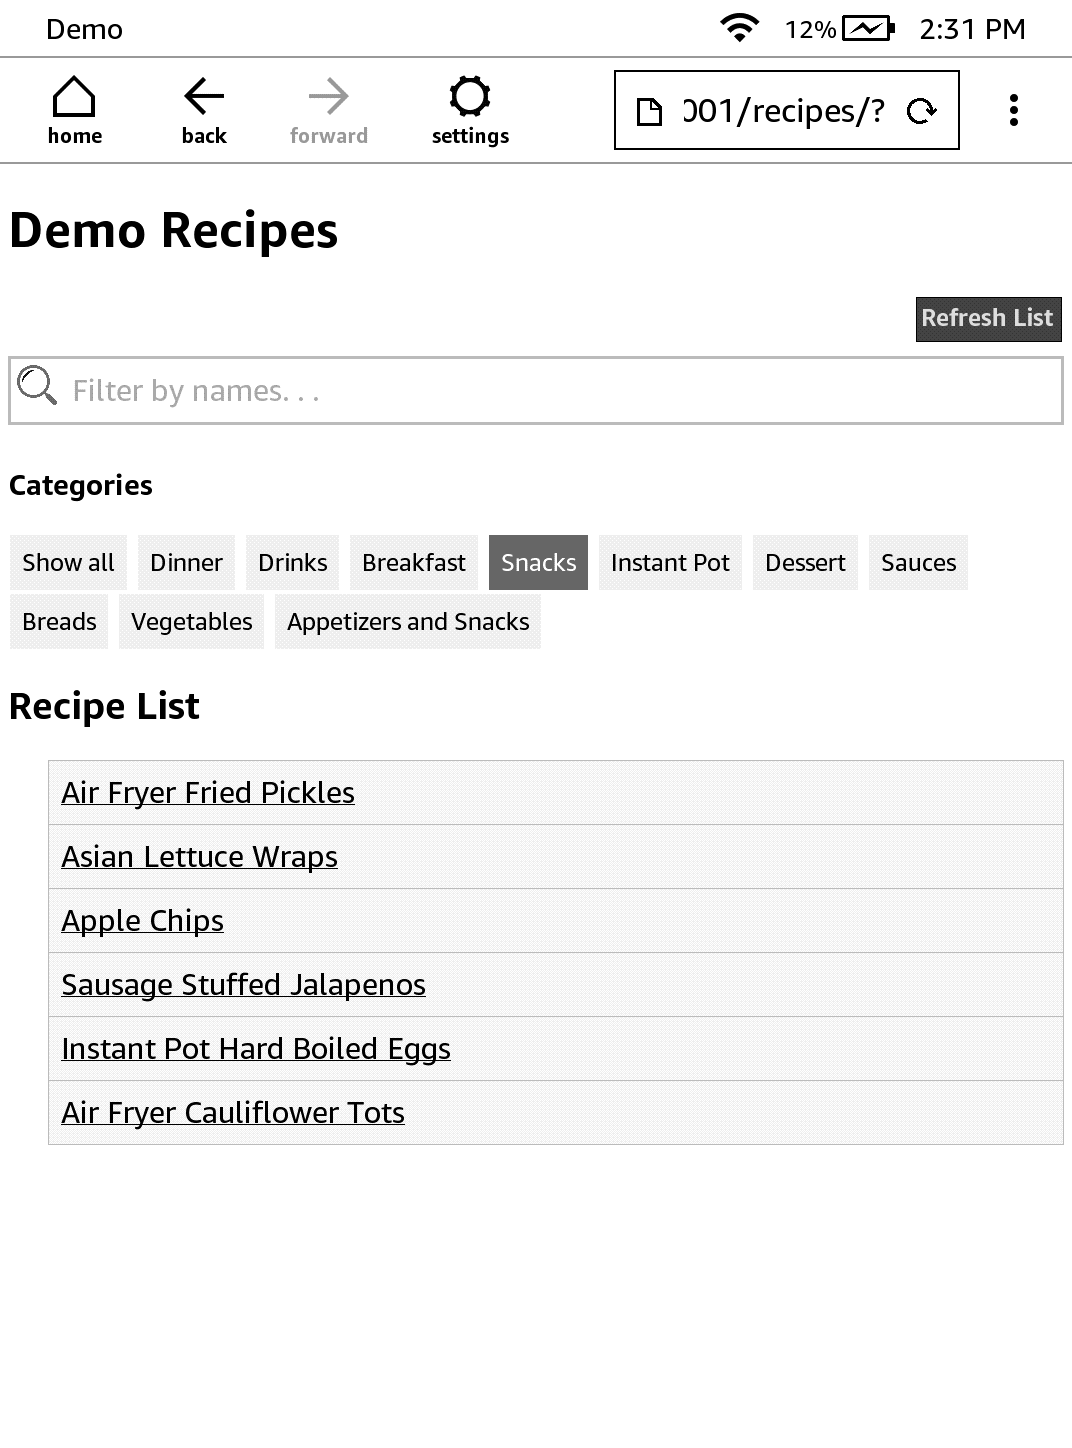 Demo 12% 2:31 PM
home back forward settings 001/recipes/?
Demo Recipes
Refresh List
Filter by names. . .
Categories
Show all Dinner Drinks Breakfast Snacks Instant Pot Dessert Sauces
Breads Vegetables Appetizers and Snacks
Recipe List
Air Fryer Fried Pickles
Asian Lettuce Wraps
Apple Chips
Sausage Stuffed Jalapenos
Instant Pot Hard Boiled Eggs
Air Fryer Cauliflower Tots